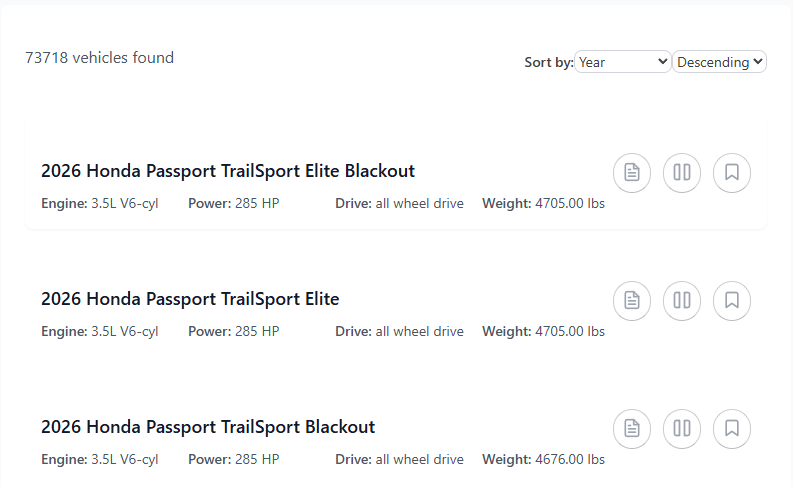 73718 vehicles found
Sort by: Year Descending
2026 Honda Passport TrailSport Elite Blackout
Engine: 3.5L V6-cyl Power: 285 HP Drive: all wheel drive Weight: 4705.00 lbs
2026 Honda Passport TrailSport Elite
Engine: 3.5L V6-cyl Power: 285 HP Drive: all wheel drive Weight: 4705.00 lbs
2026 Honda Passport TrailSport Blackout
Engine: 3.5L V6-cyl Power: 285 HP Drive: all wheel drive Weight: 4676.00 lbs